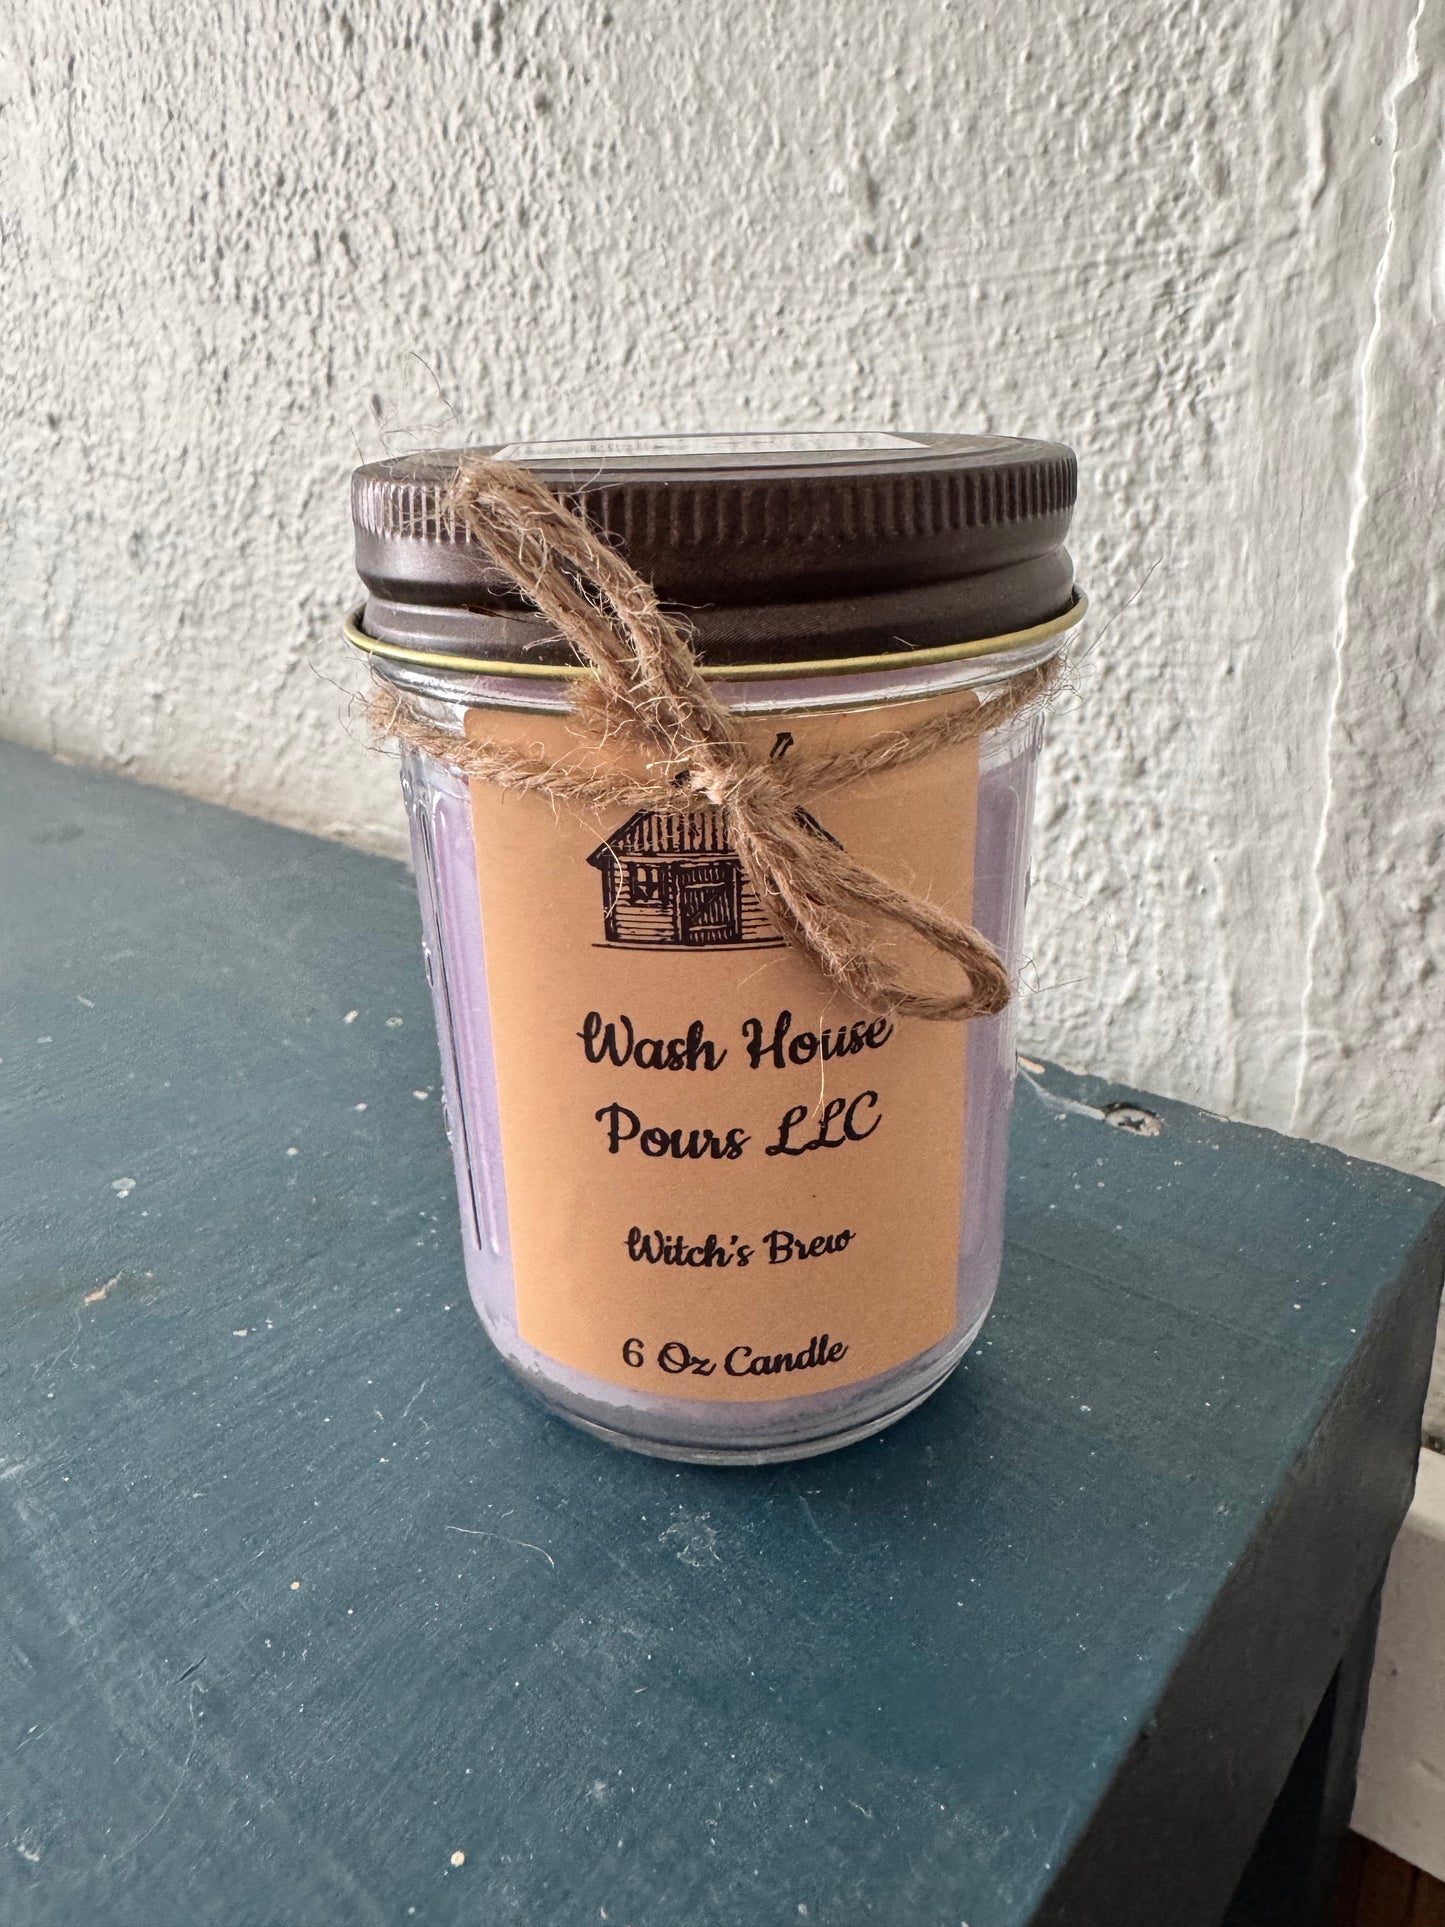 Wash House
Pours LLC
Witch's Brew
6 Oz Candle